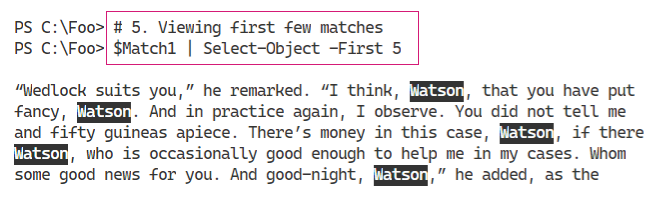 PS C:\Foo> # 5. Viewing first few matches
PS C:\Foo> $Match1 | Select-Object -First 5
“Wedlock suits you,” he remarked. “I think, Watson, that you have put
fancy, Watson. And in practice again, I observe. You did not tell me
and fifty guineas apiece. There’s money in this case, Watson, if there
Watson, who is occasionally good enough to help me in my cases. Whom
some good news for you. And good-night, Watson,” he added, as the